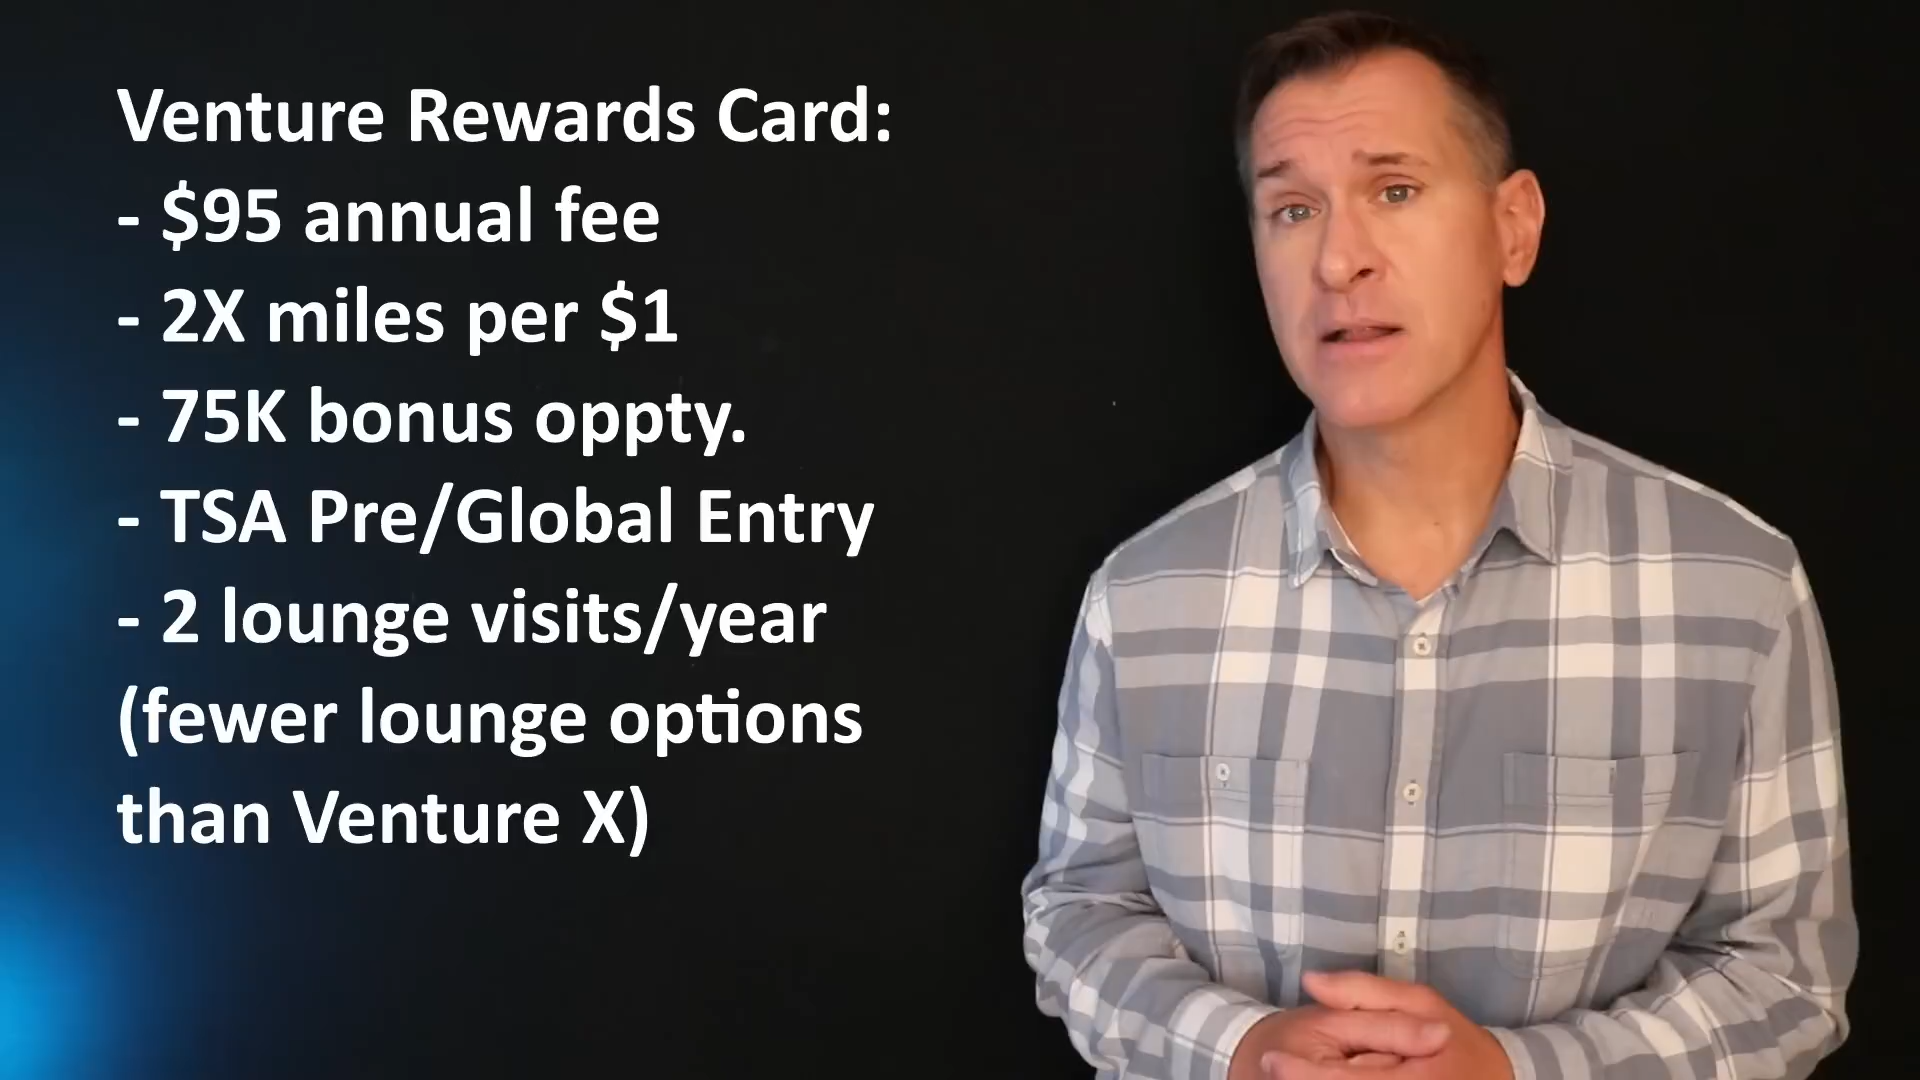 Venture Rewards Card:
- $95 annual fee
- 2X miles per $1
- 75K bonus oppty.
- TSA Pre/Global Entry
- 2 lounge visits/year
(fewer lounge options
than Venture X)